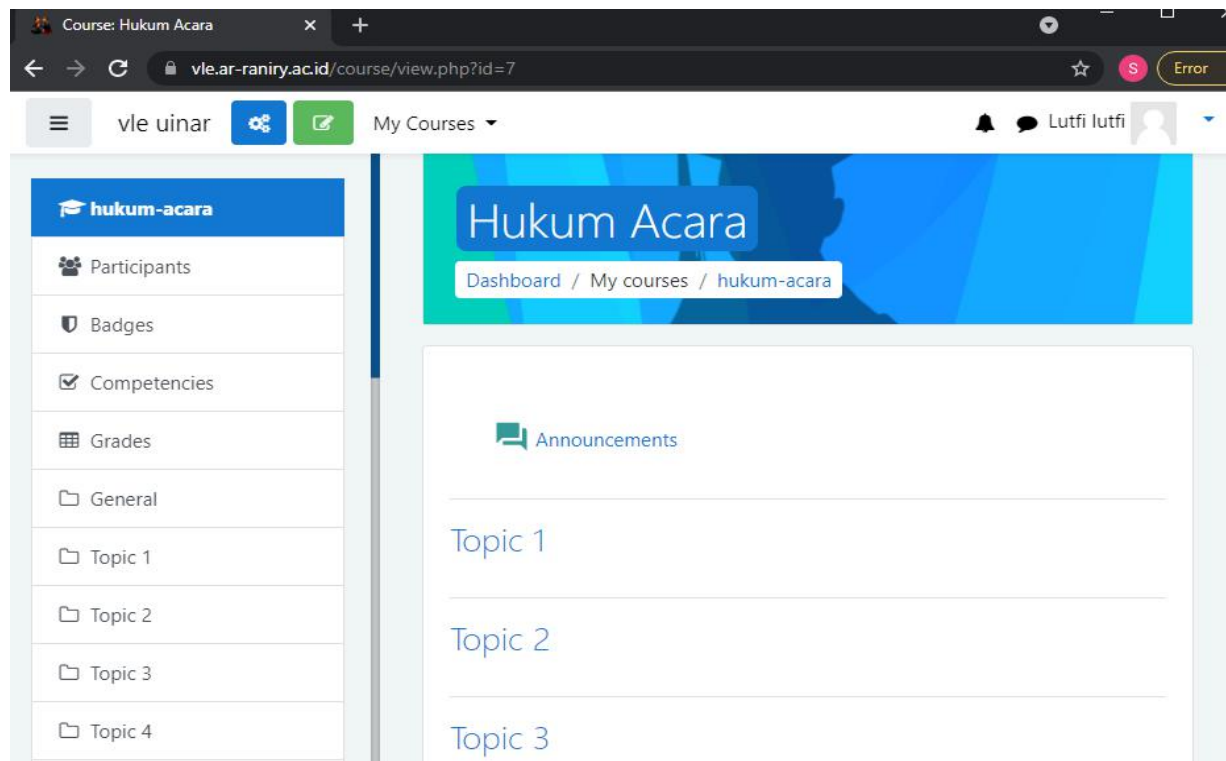 Course: Hukum Acara
vle.ar-raniry.ac.id/course/view.php?id=7
S
Error
vle uinar
My Courses
Lutfi lutfi
hukum-acara
Participants
Badges
Competencies
Grades
General
Topic 1
Topic 2
Topic 3
Topic 4
Hukum Acara
Dashboard / My courses / hukum-acara
Announcements
Topic 1
Topic 2
Topic 3